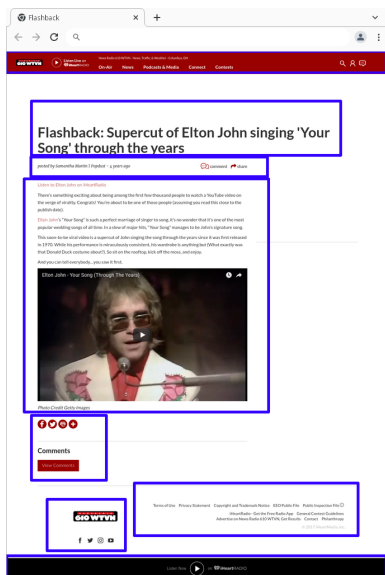 Flashback
610 WTVN
Listen Live on
iHeartRADIO
News Radio 610 WTVN - News, Traffic, & Weather, Columbus, OH
On-Air News Podcasts & Media Connect Contests
Flashback: Supercut of Elton John singing 'Your
Song' through the years
posted by Samantha Martin | Popdust - 4 years ago
comment share
Listen to Elton John on iHeartRadio
There's something exciting about being among the first few thousand people to watch a YouTube video on
the verge of virality. Congrats! You're about to be one of those people (assuming you read this close to the
publish date).
Elton John's "Your Song" is such a perfect marriage of singer to song, it's no wonder that it's one of the most
popular wedding songs of all time. In a view of major hits, "Your Song" manages to be John's signature song.
This soon-to-be viral video is a supercut of John singing the song through the years since it was first released
in 1970. While his performance is miraculously consistent, his wardrobe is anything but (What exactly was
that Donald Duck costume about?). So sit on the rooftop, kick off the moss, and enjoy.
And you can tell everybody...you saw it first.
Elton John - Your Song (Through The Years)
Photo Credit Getty Images
Comments
View Comments
610 WTVN
Terms of Use Privacy Statement Copyright and Trademark Notice EEO Public File Public Inspection File
iHeartRadio - Get the Free Radio App General Contest Guidelines
Advertise on News Radio 610 WTVN; Get Results Contact Philanthropy
© 2017 iHeartMedia, Inc.
Listen Now on iHeartRADIO